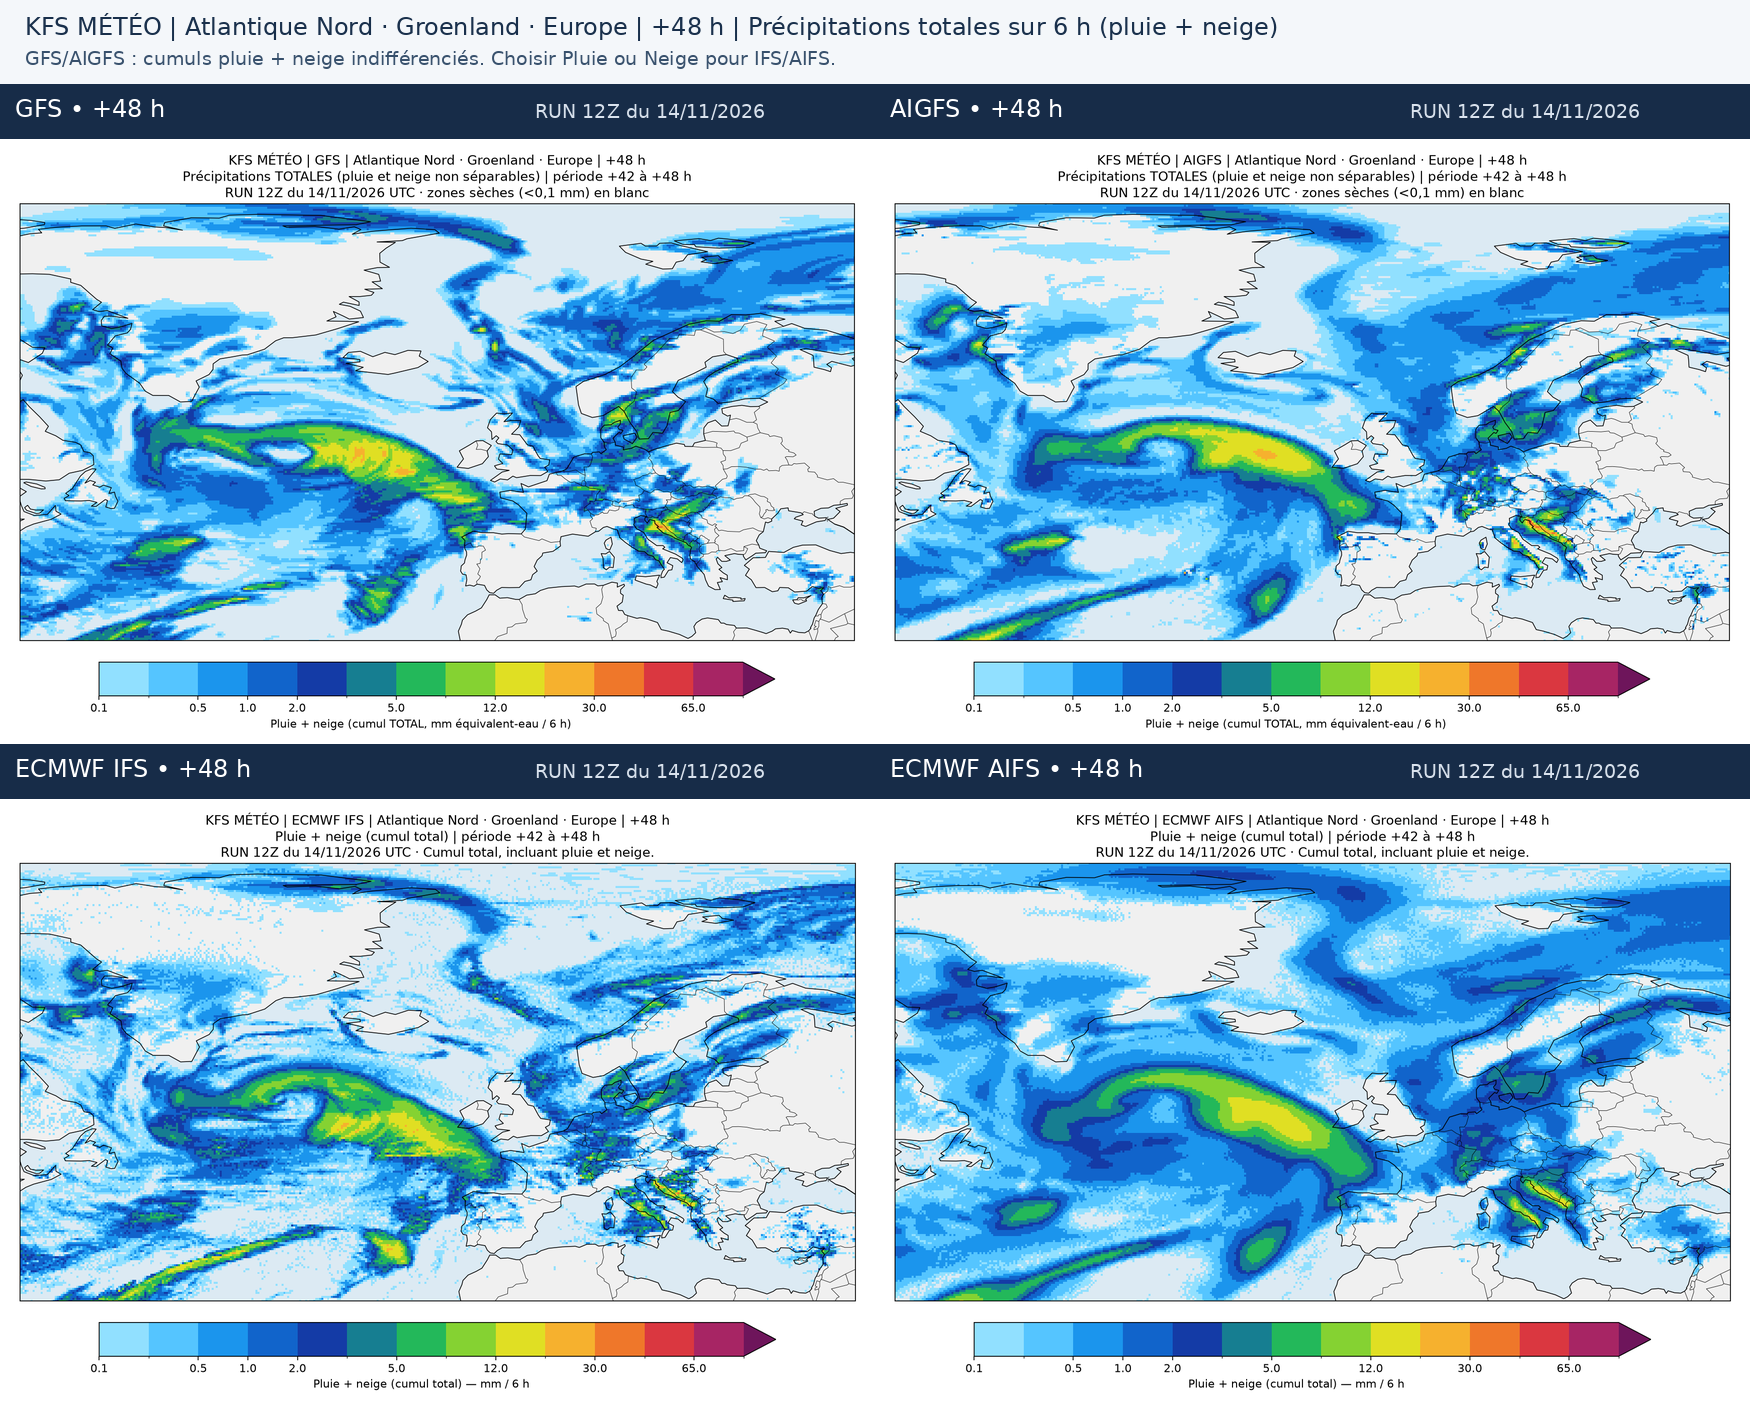 KFS MÉTÉO | Atlantique Nord · Groenland · Europe | +48 h | Précipitations totales sur 6 h (pluie + neige)
GFS/AIGFS : cumuls pluie + neige indifférenciés. Choisir Pluie ou Neige pour IFS/AIFS.
GFS • +48 h
RUN 12Z du 14/11/2026
AIGFS • +48 h
RUN 12Z du 14/11/2026
KFS MÉTÉO | GFS | Atlantique Nord · Groenland · Europe | +48 h
Précipitations TOTALES (pluie et neige non séparables) | période +42 à +48 h
RUN 12Z du 14/11/2026 UTC · zones sèches (<0,1 mm) en blanc
KFS MÉTÉO | AIGFS | Atlantique Nord · Groenland · Europe | +48 h
Précipitations TOTALES (pluie et neige non séparables) | période +42 à +48 h
RUN 12Z du 14/11/2026 UTC · zones sèches (<0,1 mm) en blanc
0.1 0.5 1.0 2.0 5.0 12.0 30.0 65.0
Pluie + neige (cumul TOTAL, mm équivalent-eau / 6 h)
0.1 0.5 1.0 2.0 5.0 12.0 30.0 65.0
Pluie + neige (cumul TOTAL, mm équivalent-eau / 6 h)
ECMWF IFS • +48 h
RUN 12Z du 14/11/2026
ECMWF AIFS • +48 h
RUN 12Z du 14/11/2026
KFS MÉTÉO | ECMWF IFS | Atlantique Nord · Groenland · Europe | +48 h
Pluie + neige (cumul total) | période +42 à +48 h
RUN 12Z du 14/11/2026 UTC · Cumul total, incluant pluie et neige.
KFS MÉTÉO | ECMWF AIFS | Atlantique Nord · Groenland · Europe | +48 h
Pluie + neige (cumul total) | période +42 à +48 h
RUN 12Z du 14/11/2026 UTC · Cumul total, incluant pluie et neige.
0.1 0.5 1.0 2.0 5.0 12.0 30.0 65.0
Pluie + neige (cumul total) — mm / 6 h
0.1 0.5 1.0 2.0 5.0 12.0 30.0 65.0
Pluie + neige (cumul total) — mm / 6 h